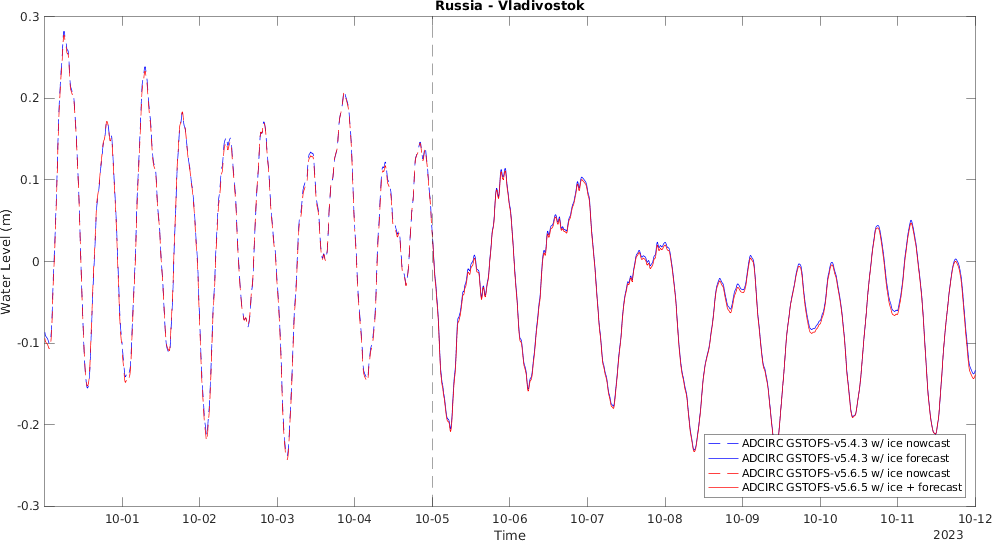 Russia - Vladivostok
0.3
0.2
0.1
0
-0.1
-0.2
-0.3
Water Level (m)
10-01 10-02 10-03 10-04 10-05 10-06 10-07 10-08 10-09 10-10 10-11 10-12
Time
2023
ADCIRC GSTOFS-v5.4.3 w/ ice nowcast
ADCIRC GSTOFS-v5.4.3 w/ ice forecast
ADCIRC GSTOFS-v5.6.5 w/ ice nowcast
ADCIRC GSTOFS-v5.6.5 w/ ice + forecast